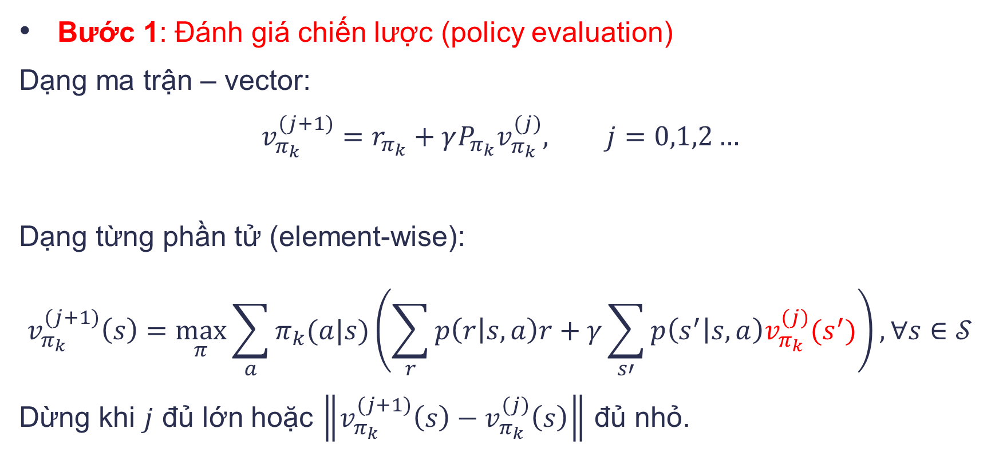 • Bước 1: Đánh giá chiến lược (policy evaluation)
Dạng ma trận – vector:
$v_{\pi_k}^{(j+1)} = r_{\pi_k} + \gamma P_{\pi_k} v_{\pi_k}^{(j)}, \qquad j = 0,1,2 \ldots$
Dạng từng phần tử (element-wise):
$v_{\pi_k}^{(j+1)}(s) = \max_{\pi} \sum_{a} \pi_k(a|s) \left( \sum_{r} p(r|s,a)r + \gamma \sum_{s'} p(s'|s,a) v_{\pi_k}^{(j)}(s') \right), \forall s \in \mathcal{S}$
Dừng khi $j$ đủ lớn hoặc $\left\| v_{\pi_k}^{(j+1)}(s) - v_{\pi_k}^{(j)}(s) \right\|$ đủ nhỏ.